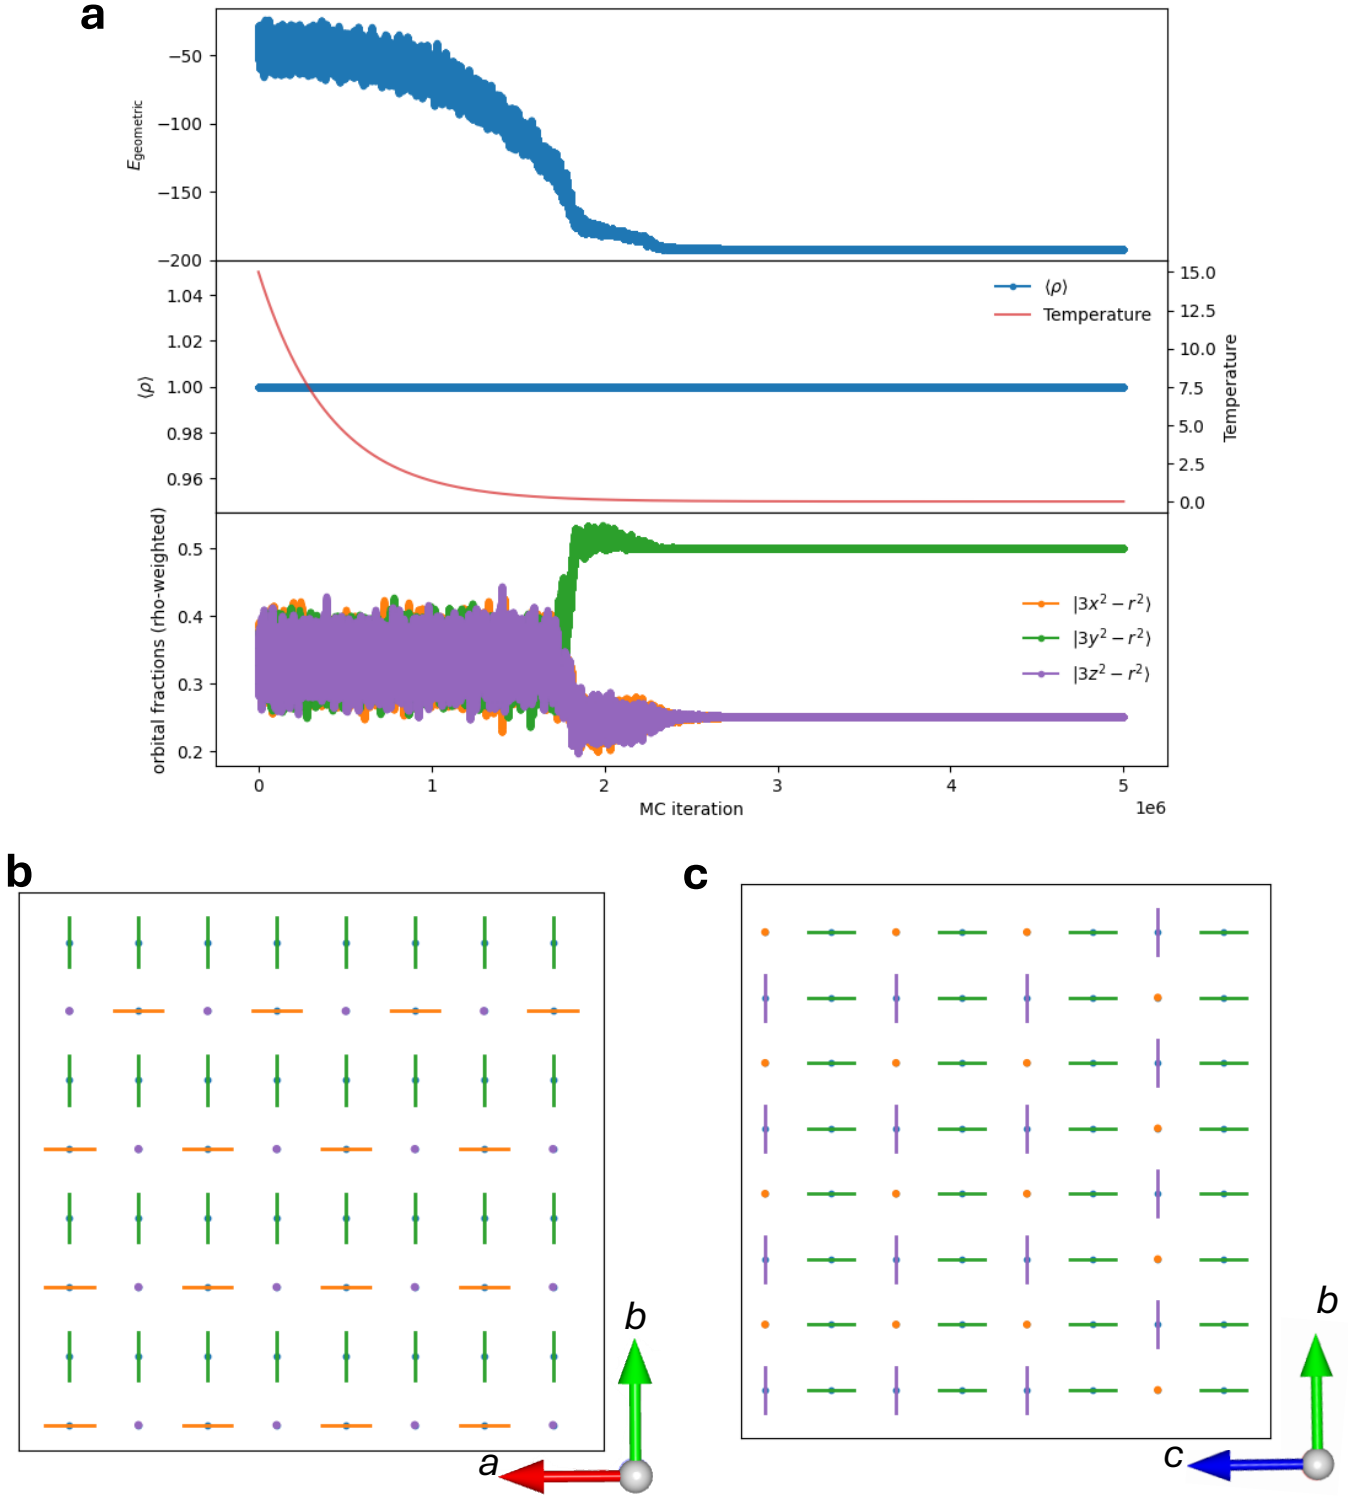 a
−50
−100
−150
−200
E_geometric
1.04
1.02
1.00
0.98
0.96
⟨ρ⟩
⟨ρ⟩
Temperature
15.0
12.5
10.0
7.5
5.0
2.5
0.0
Temperature
0.5
0.4
0.3
0.2
orbital fractions (rho-weighted)
|3x² − r²⟩
|3y² − r²⟩
|3z² − r²⟩
0 1 2 3 4 5
1e6
MC iteration
b
c
b
a
b
c